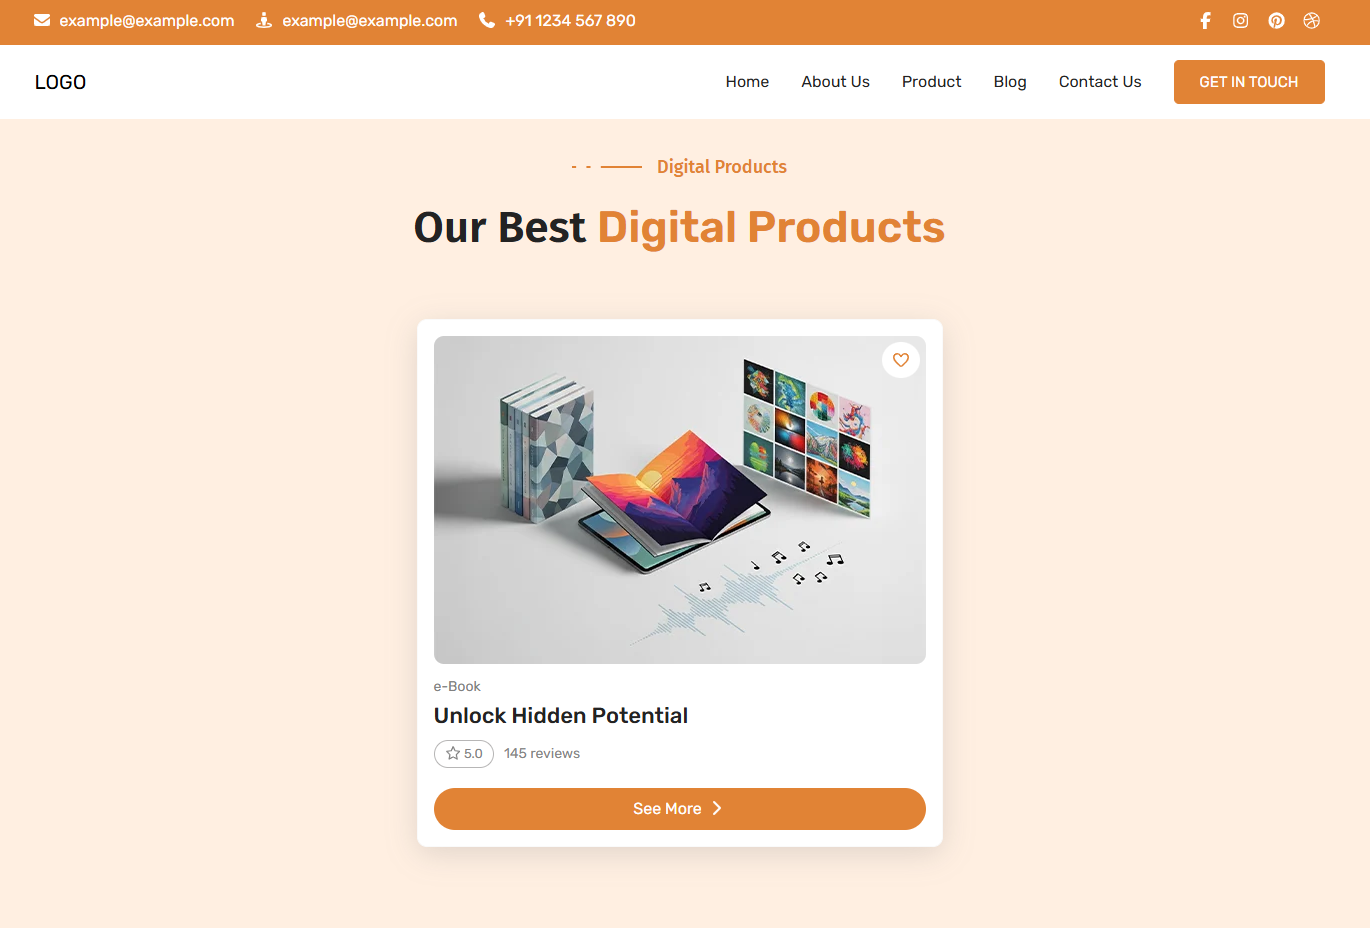 example@example.com example@example.com +91 1234 567 890
LOGO Home About Us Product Blog Contact Us GET IN TOUCH
Digital Products
Our Best Digital Products
e-Book
Unlock Hidden Potential
5.0 145 reviews
See More